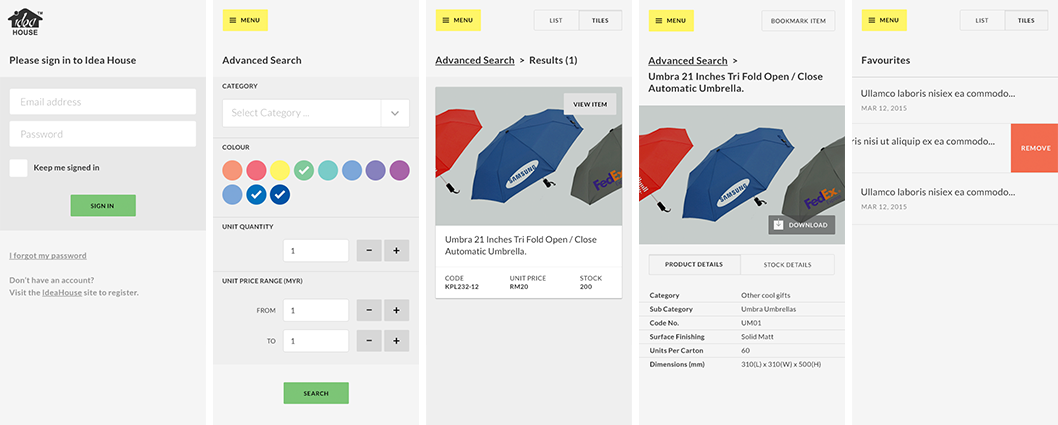 idea
HOUSE
TM
Please sign in to Idea House
Email address
Password
Keep me signed in
SIGN IN
I forgot my password
Don't have an account?
Visit the IdeaHouse site to register.
MENU
Advanced Search
CATEGORY
Select Category ...
COLOUR
UNIT QUANTITY
1
UNIT PRICE RANGE (MYR)
FROM 1
TO 1
SEARCH
MENU
LIST TILES
Advanced Search > Results (1)
VIEW ITEM
SAMSUNG
FedEx
Umbra 21 Inches Tri Fold Open / Close
Automatic Umbrella.
CODE UNIT PRICE STOCK
KPL232-12 RM20 200
MENU
BOOKMARK ITEM
Advanced Search >
Umbra 21 Inches Tri Fold Open / Close
Automatic Umbrella.
SAMSUNG
FedEx
DOWNLOAD
PRODUCT DETAILS STOCK DETAILS
Category Other cool gifts
Sub Category Umbra Umbrellas
Code No. UM01
Surface Finishing Solid Matt
Units Per Carton 60
Dimensions (mm) 310(L) x 310(W) x 500(H)
MENU
LIST TILES
Favourites
Ullamco laboris nisiex ea commodo...
MAR 12, 2015
ris nisi ut aliquip ex ea commodo...
REMOVE
Ullamco laboris nisiex ea commodo...
MAR 12, 2015